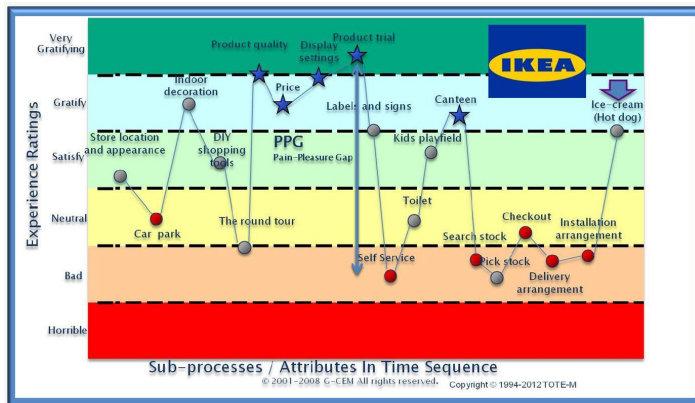 Very
Gratifying
Gratify
Satisfy
Neutral
Bad
Horrible
Experience Ratings
Store location
and appearance
Car park
Indoor
decoration
DIY
shopping
tools
The round tour
Product quality
Price
Display
settings
Product trial
PPG
Pain-Pleasure Gap
Labels and signs
Self Service
Toilet
Kids playfield
Canteen
Search stock
Pick stock
Checkout
Delivery
arrangement
Installation
arrangement
IKEA
Ice-cream
(Hot dog)
Sub-processes / Attributes In Time Sequence
© 2001-2008 G-CEM All rights reserved. Copyright © 1994-2012 TOTE-M